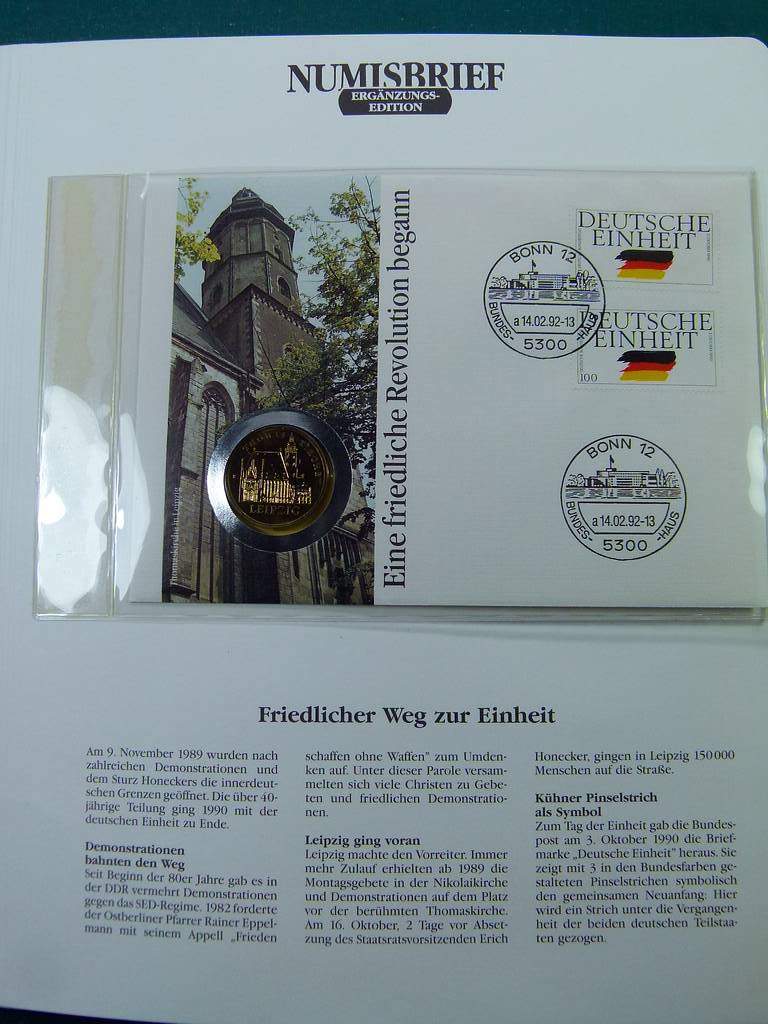 NUMISBRIEF
ERGÄNZUNGS-
EDITION
Thomaskirche in Leipzig
LEIPZIG
Eine friedliche Revolution begann
DEUTSCHE
EINHEIT
50
DEUTSCHE
EINHEIT
100
BONN 12
a 14.02.92-13
BUNDES- -HAUS
5300
BONN 12
a 14.02.92-13
BUNDES- -HAUS
5300
Friedlicher Weg zur Einheit
Am 9. November 1989 wurden nach
zahlreichen Demonstrationen und
dem Sturz Honeckers die innerdeut-
schen Grenzen geöffnet. Die über 40-
jährige Teilung ging 1990 mit der
deutschen Einheit zu Ende.
Demonstrationen
bahnten den Weg
Seit Beginn der 80er Jahre gab es in
der DDR vermehrt Demonstrationen
gegen das SED-Regime. 1982 forderte
der Ostberliner Pfarrer Rainer Eppel-
mann mit seinem Appell „Frieden
schaffen ohne Waffen" zum Umden-
ken auf. Unter dieser Parole versam-
melten sich viele Christen zu Gebe-
ten und friedlichen Demonstratio-
nen.
Leipzig ging voran
Leipzig machte den Vorreiter. Immer
mehr Zulauf erhielten ab 1989 die
Montagsgebete in der Nikolaikirche
und Demonstrationen auf dem Platz
vor der berühmten Thomaskirche.
Am 16. Oktober, 2 Tage vor Abset-
zung des Staatsratsvorsitzenden Erich
Honecker, gingen in Leipzig 150000
Menschen auf die Straße.
Kühner Pinselstrich
als Symbol
Zum Tag der Einheit gab die Bundes-
post am 3. Oktober 1990 die Brief-
marke „Deutsche Einheit" heraus. Sie
zeigt mit 3 in den Bundesfarben ge-
stalteten Pinselstrichen symbolisch
den gemeinsamen Neuanfang: Hier
wird ein Strich unter die Vergangen-
heit der beiden deutschen Teilstaa-
ten gezogen.